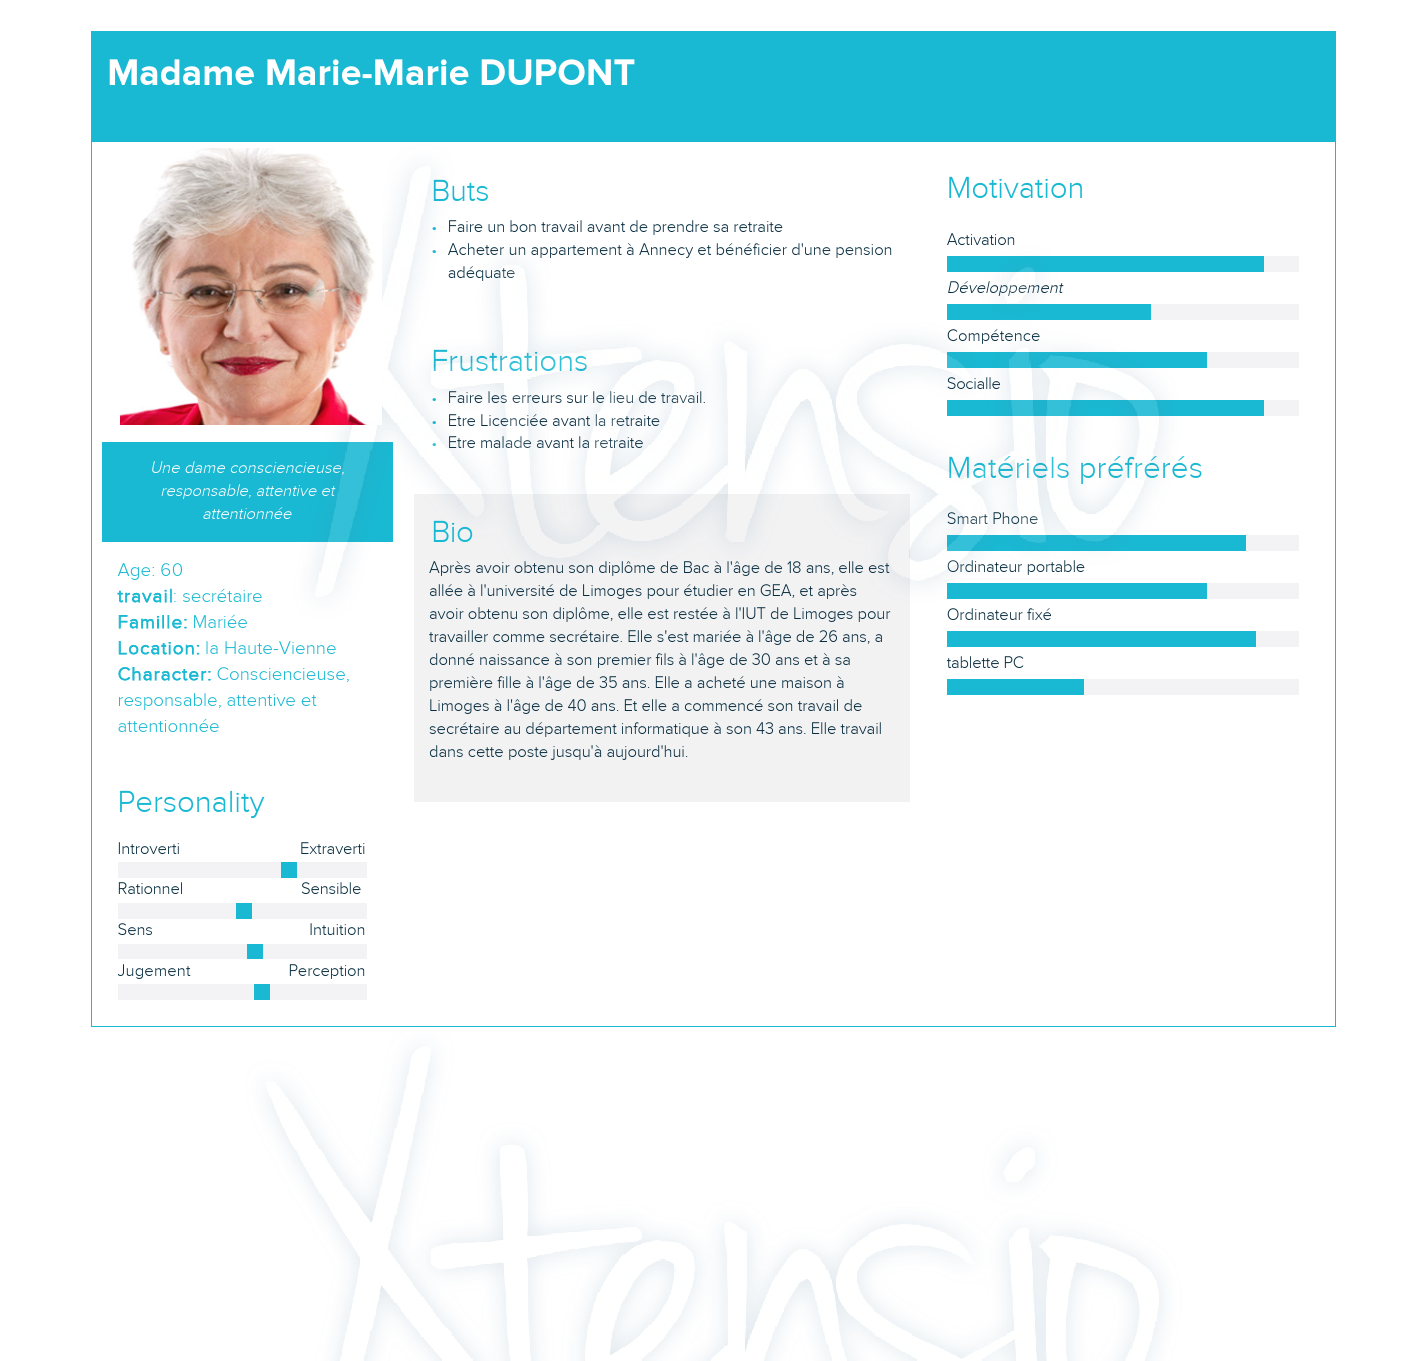 Madame Marie-Marie DUPONT
Une dame consciencieuse,
responsable, attentive et
attentionnée
Age: 60
travail: secrétaire
Famille: Mariée
Location: la Haute-Vienne
Character: Consciencieuse,
responsable, attentive et
attentionnée
Personality
Introverti Extraverti
Rationnel Sensible
Sens Intuition
Jugement Perception
Buts
• Faire un bon travail avant de prendre sa retraite
• Acheter un appartement à Annecy et bénéficier d'une pension
adéquate
Frustrations
• Faire les erreurs sur le lieu de travail.
• Etre Licenciée avant la retraite
• Etre malade avant la retraite
Bio
Après avoir obtenu son diplôme de Bac à l'âge de 18 ans, elle est
allée à l'université de Limoges pour étudier en GEA, et après
avoir obtenu son diplôme, elle est restée à l'IUT de Limoges pour
travailler comme secrétaire. Elle s'est mariée à l'âge de 26 ans, a
donné naissance à son premier fils à l'âge de 30 ans et à sa
première fille à l'âge de 35 ans. Elle a acheté une maison à
Limoges à l'âge de 40 ans. Et elle a commencé son travail de
secrétaire au département informatique à son 43 ans. Elle travail
dans cette poste jusqu'à aujourd'hui.
Motivation
Activation
Développement
Compétence
Socialle
Matériels préfrérés
Smart Phone
Ordinateur portable
Ordinateur fixé
tablette PC
Xtensio
Xtensio